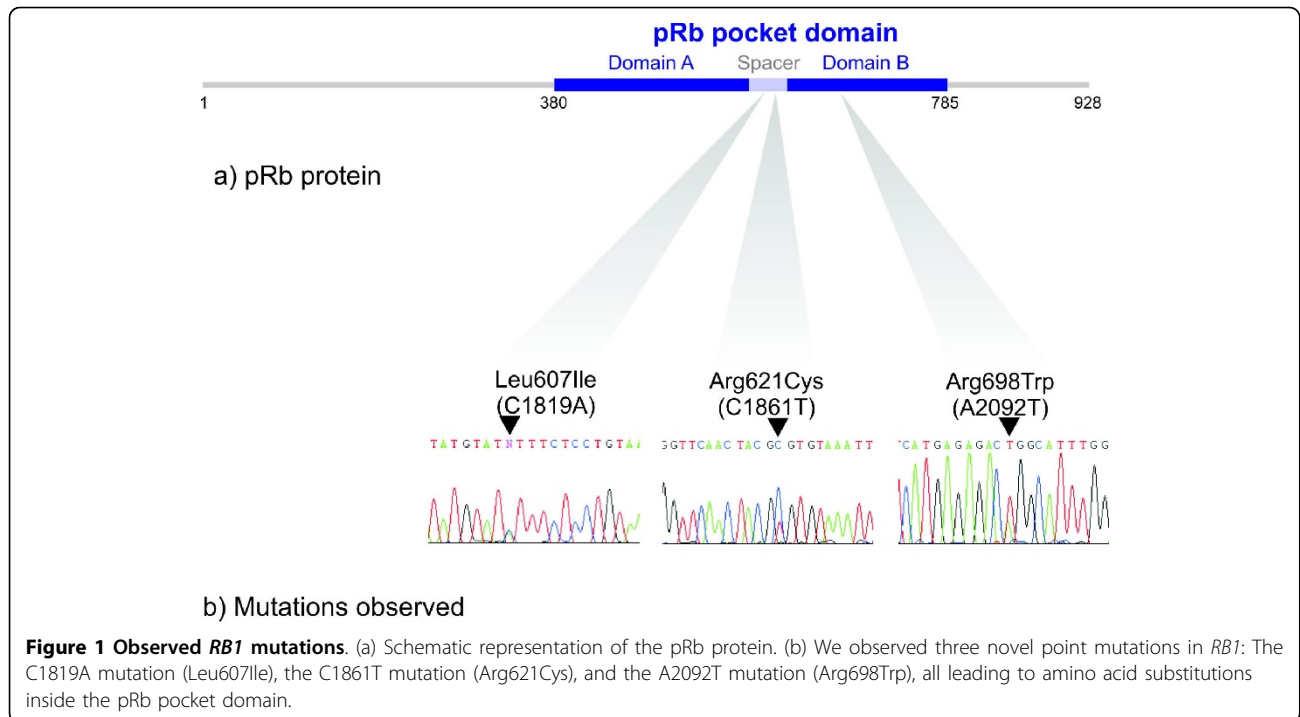 pRb pocket domain
Domain A Spacer Domain B
1 380 785 928
a) pRb protein
Leu607Ile Arg621Cys Arg698Trp
(C1819A) (C1861T) (A2092T)
TATGTATNTTTCTCCTGTAA GGTTCAACTACGCGTGTAAATT CATGAGAGACTGGCATTTGG
b) Mutations observed
Figure 1 Observed RB1 mutations. (a) Schematic representation of the pRb protein. (b) We observed three novel point mutations in RB1: The
C1819A mutation (Leu607Ile), the C1861T mutation (Arg621Cys), and the A2092T mutation (Arg698Trp), all leading to amino acid substitutions
inside the pRb pocket domain.